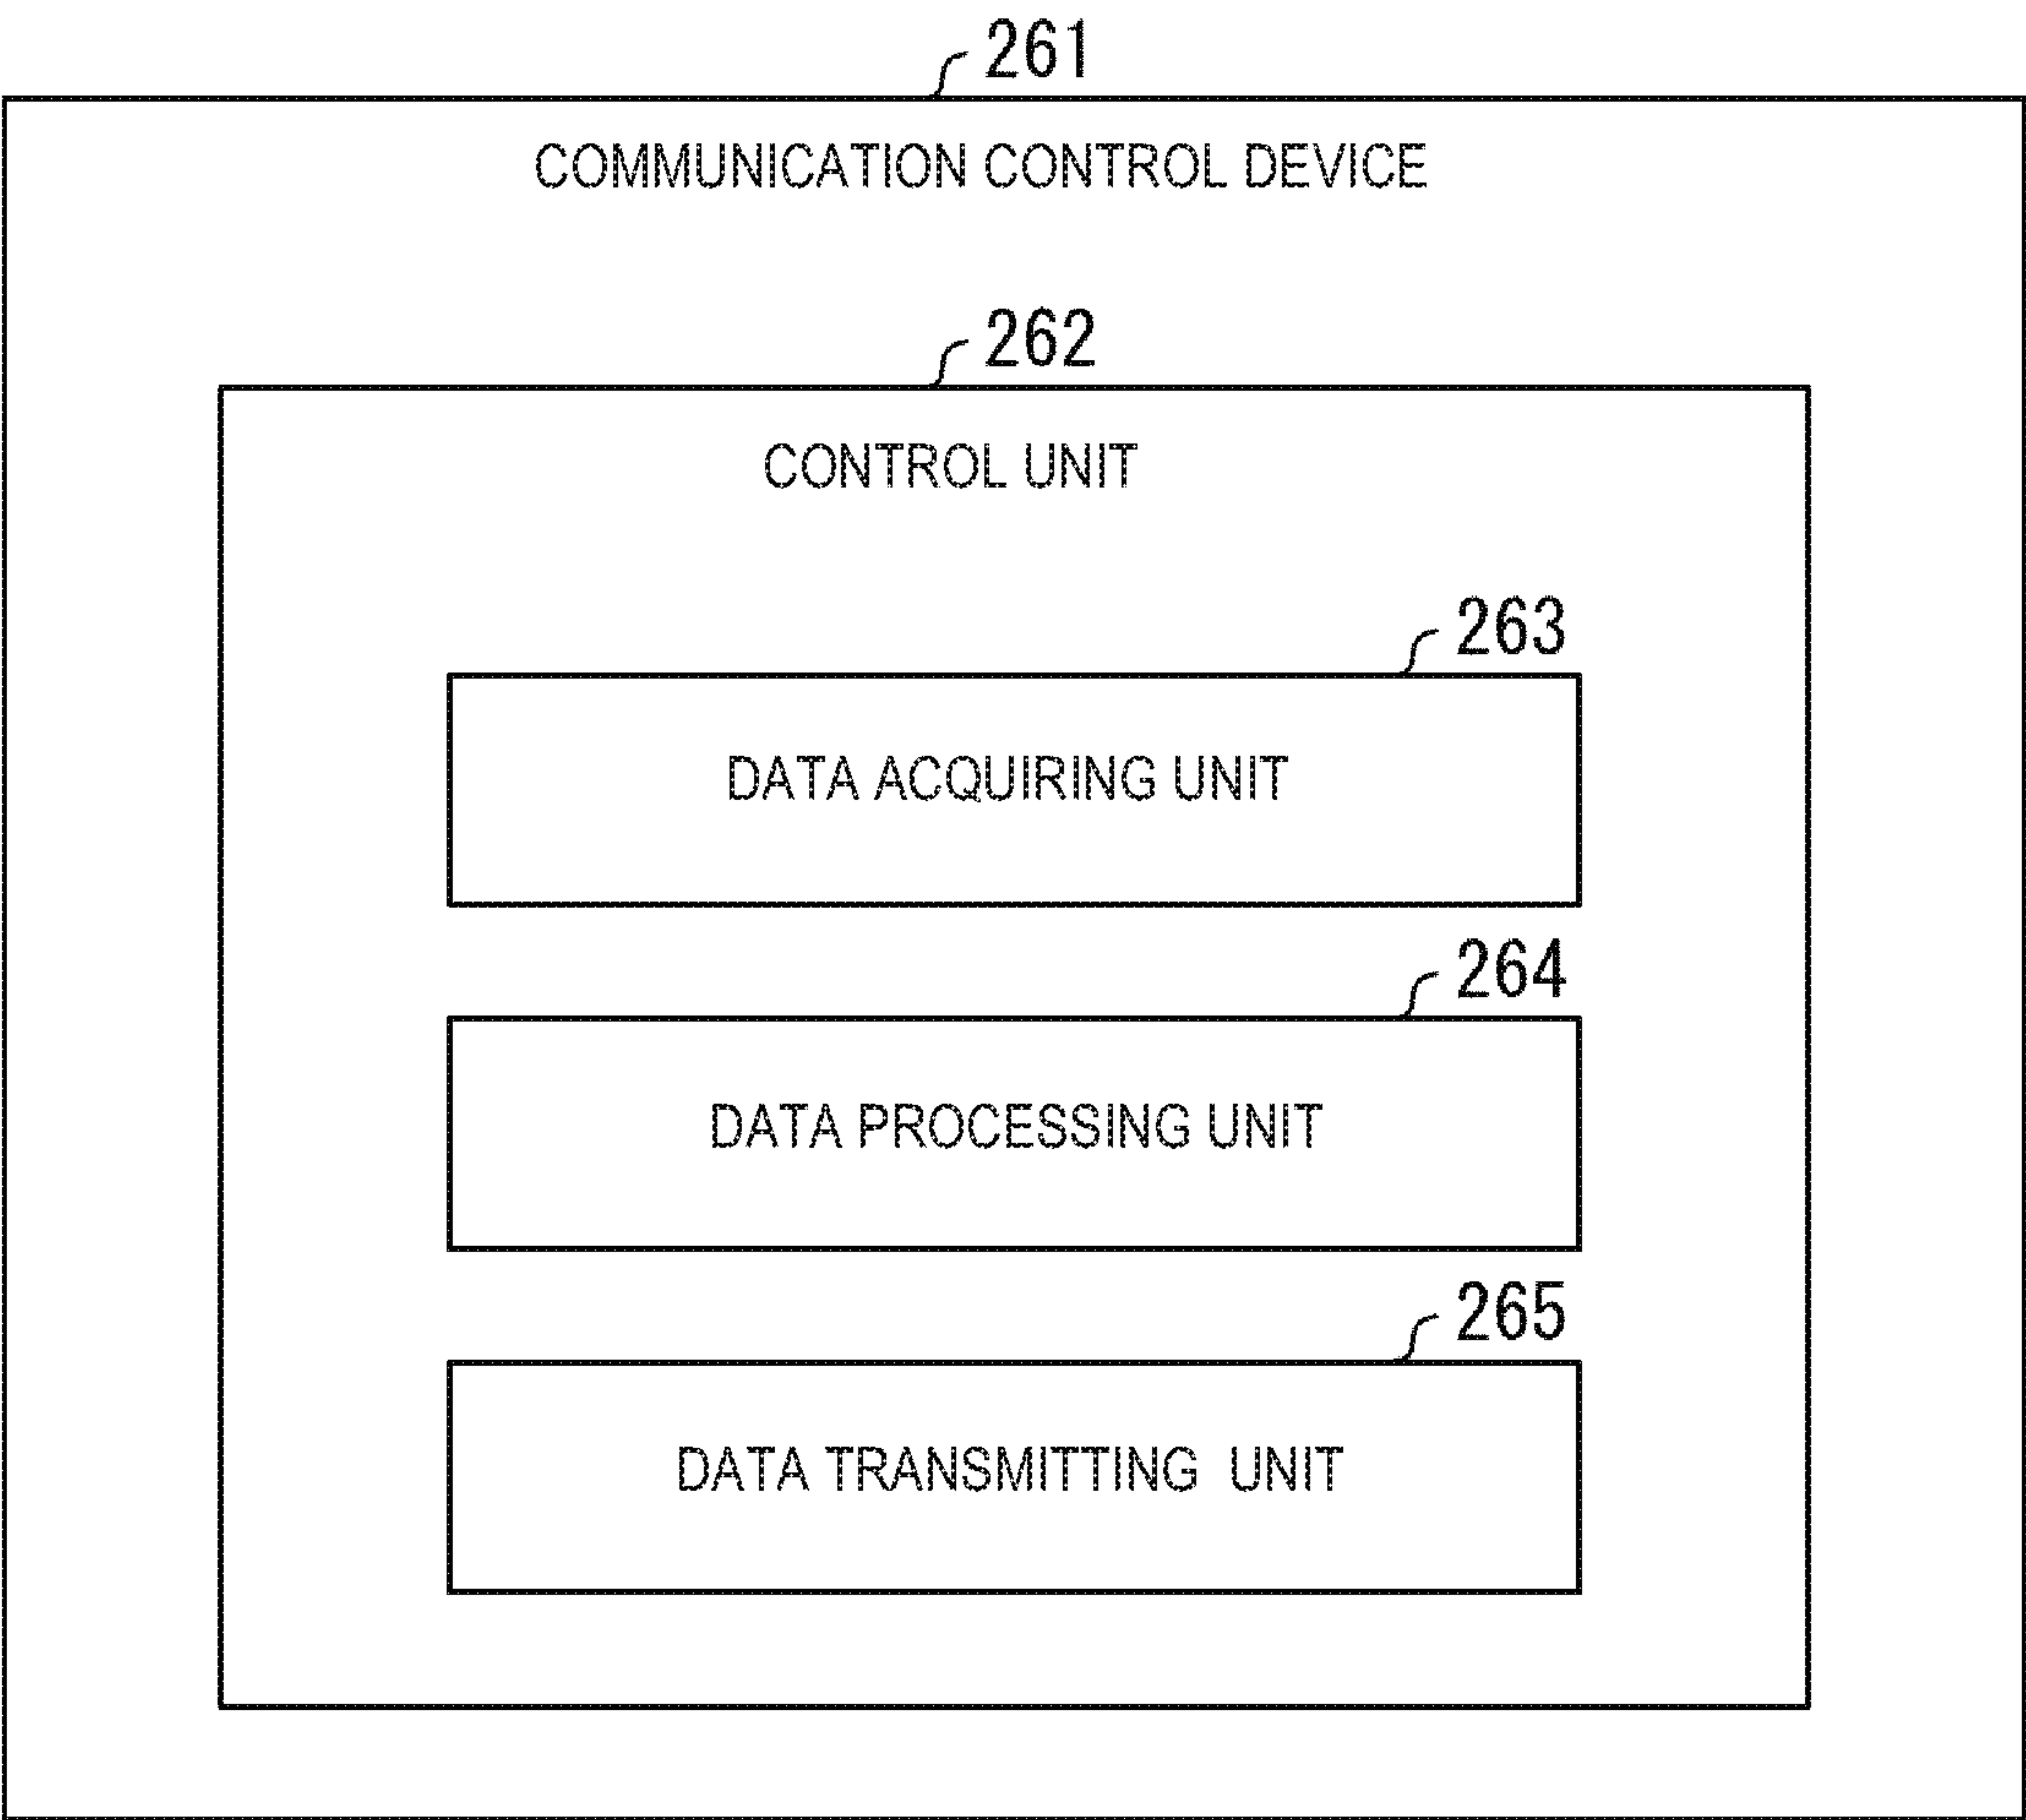 261
COMMUNICATION CONTROL DEVICE
262
CONTROL UNIT
263
DATA ACQUIRING UNIT
264
DATA PROCESSING UNIT
265
DATA TRANSMITTING UNIT